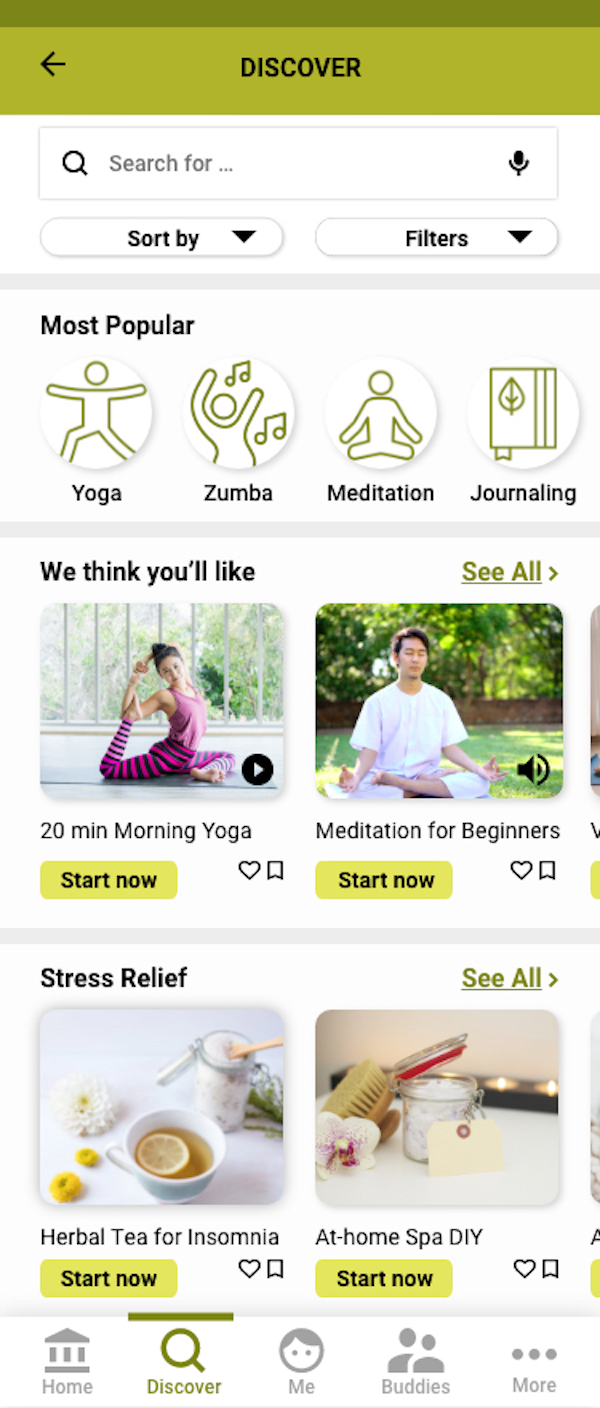 DISCOVER
Search for ...
Sort by
Filters
Most Popular
Yoga
Zumba
Meditation
Journaling
We think you’ll like
See All
20 min Morning Yoga
Meditation for Beginners
Start now
Start now
Stress Relief
See All
Herbal Tea for Insomnia
At-home Spa DIY
Start now
Start now
Home
Discover
Me
Buddies
More